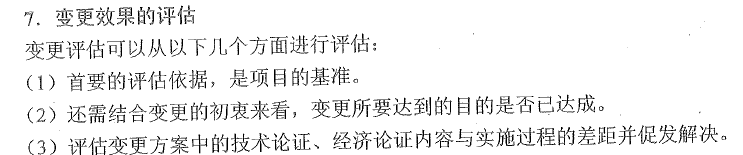 7．变更效果的评估
变更评估可以从以下几个方面进行评估：
（1）首要的评估依据，是项目的基准。
（2）还需结合变更的初衷来看，变更所要达到的目的是否已达成。
（3）评估变更方案中的技术论证、经济论证内容与实施过程的差距并促发解决。